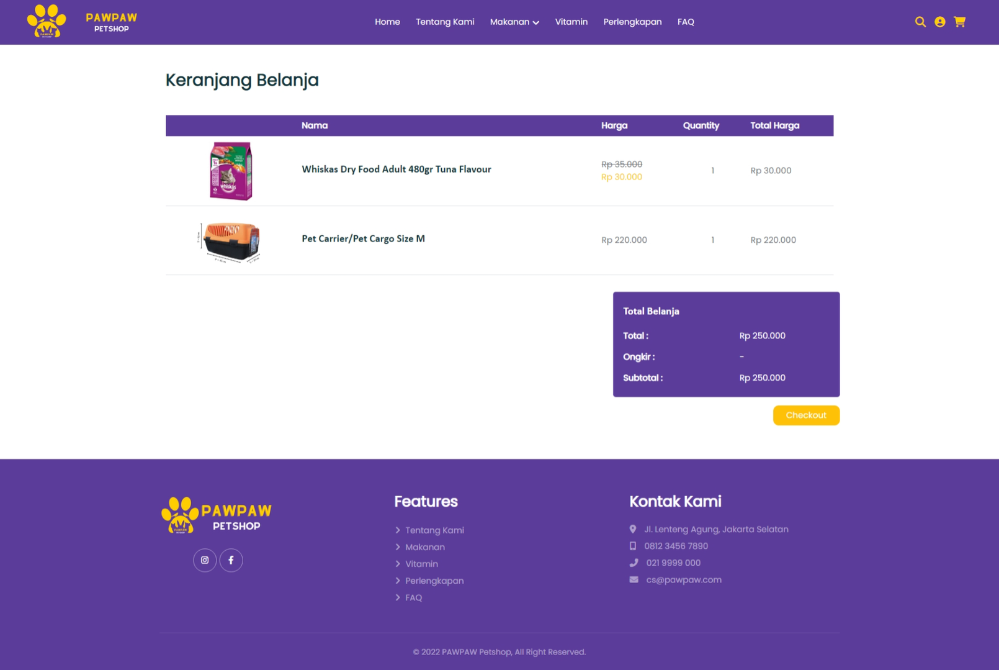 PAWPAW
PETSHOP
Home Tentang Kami Makanan Vitamin Perlengkapan FAQ
Keranjang Belanja
Nama Harga Quantity Total Harga
whiskas
Whiskas Dry Food Adult 480gr Tuna Flavour
Rp 35.000
Rp 30.000
1
Rp 30.000
Pet Carrier/Pet Cargo Size M
Rp 220.000
1
Rp 220.000
Total Belanja
Total : Rp 250.000
Ongkir : -
Subtotal : Rp 250.000
Checkout
PAWPAW
PETSHOP
Features
Tentang Kami
Makanan
Vitamin
Perlengkapan
FAQ
Kontak Kami
Jl. Lenteng Agung, Jakarta Selatan
0812 3456 7890
021 9999 000
cs@pawpaw.com
© 2022 PAWPAW Petshop, All Right Reserved.